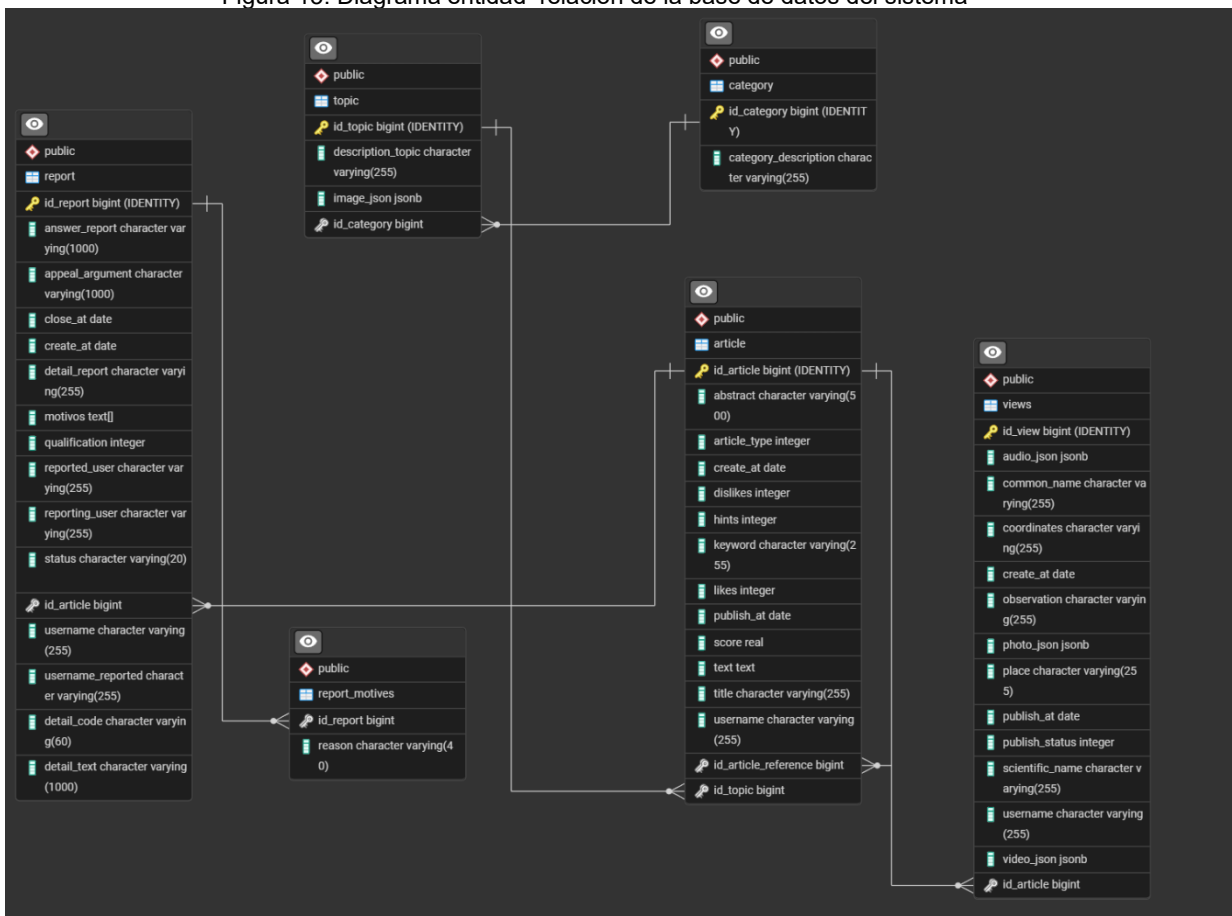 Figura 15. Diagrama entidad-relación de la base de datos del sistema
public
topic
id_topic bigint (IDENTITY)
description_topic character
varying(255)
image_json jsonb
id_category bigint
public
category
id_category bigint (IDENTIT
Y)
category_description charac
ter varying(255)
public
report
id_report bigint (IDENTITY)
answer_report character var
ying(1000)
appeal_argument character
varying(1000)
close_at date
create_at date
detail_report character varyi
ng(255)
motivos text[]
qualification integer
reported_user character var
ying(255)
reporting_user character var
ying(255)
status character varying(20)
id_article bigint
username character varying
(255)
username_reported charact
er varying(255)
detail_code character varyin
g(60)
detail_text character varying
(1000)
public
report_motives
id_report bigint
reason character varying(4
0)
public
article
id_article bigint (IDENTITY)
abstract character varying(5
00)
article_type integer
create_at date
dislikes integer
hints integer
keyword character varying(2
55)
likes integer
publish_at date
score real
text text
title character varying(255)
username character varying
(255)
id_article_reference bigint
id_topic bigint
public
views
id_view bigint (IDENTITY)
audio_json jsonb
common_name character va
rying(255)
coordinates character varyi
ng(255)
create_at date
observation character varyin
g(255)
photo_json jsonb
place character varying(25
5)
publish_at date
publish_status integer
scientific_name character v
arying(255)
username character varying
(255)
video_json jsonb
id_article bigint